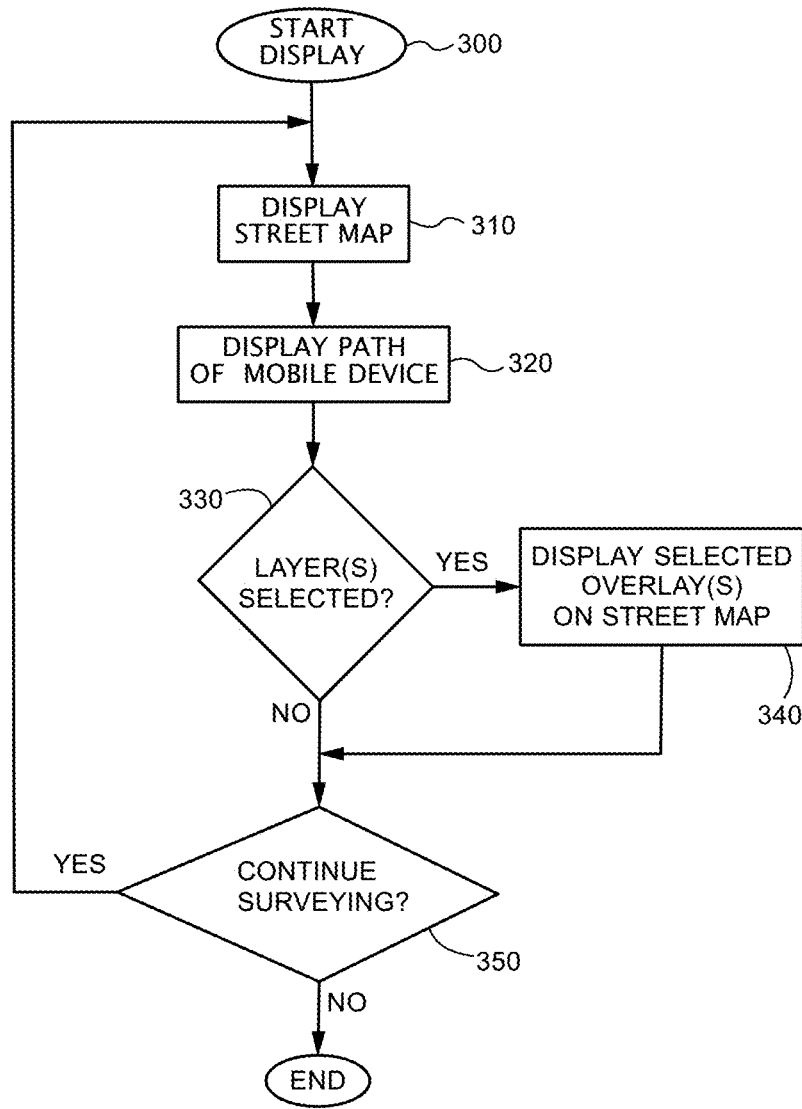 START
DISPLAY
300
DISPLAY
STREET MAP
310
DISPLAY PATH
OF MOBILE DEVICE
320
330
LAYER(S)
SELECTED?
YES
DISPLAY SELECTED
OVERLAY(S)
ON STREET MAP
340
NO
YES
CONTINUE
SURVEYING?
350
NO
END